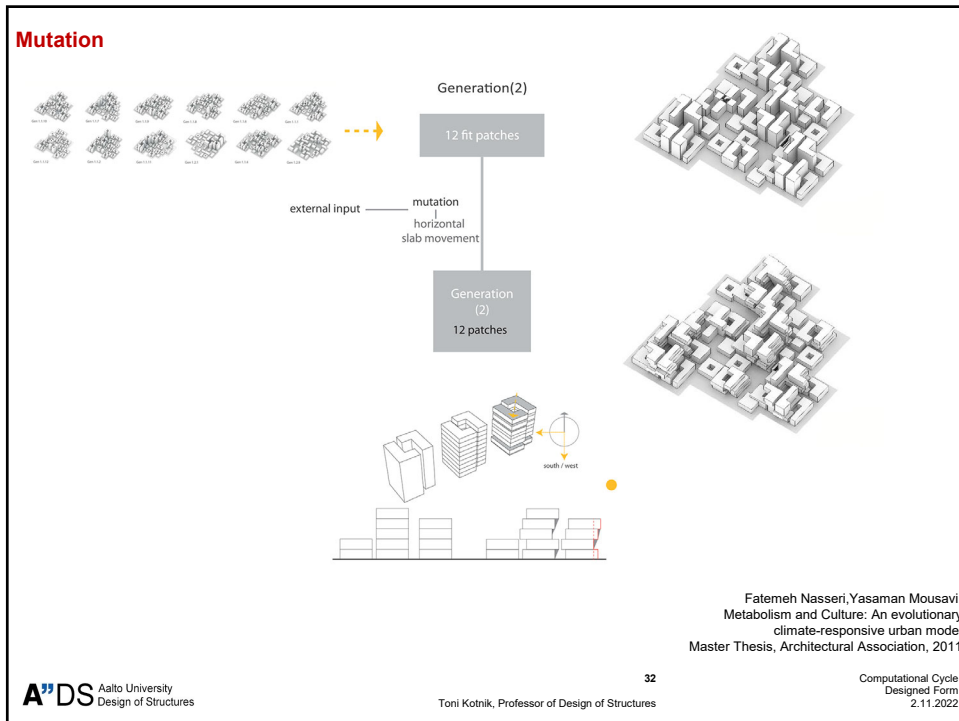 Mutation
Generation(2)
12 fit patches
external input
mutation
horizontal
slab movement
Generation
(2)
12 patches
south / west
Fatemeh Nasseri,Yasaman Mousavi
Metabolism and Culture: An evolutionary
climate-responsive urban mode
Master Thesis, Architectural Association, 2011
32
A"DS Aalto University
Design of Structures
Toni Kotnik, Professor of Design of Structures
Computational Cycle
Designed Form
2.11.2022